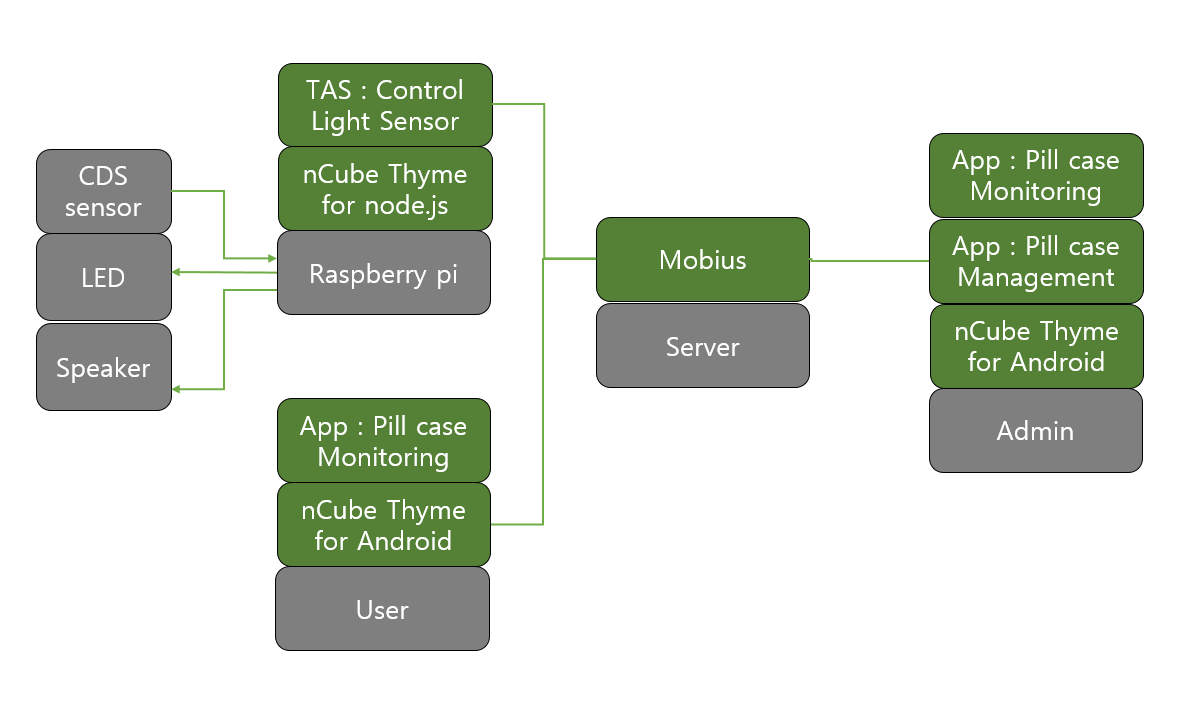 CDS
sensor
LED
Speaker
TAS : Control
Light Sensor
nCube Thyme
for node.js
Raspberry pi
App : Pill case
Monitoring
nCube Thyme
for Android
User
Mobius
Server
App : Pill case
Monitoring
App : Pill case
Management
nCube Thyme
for Android
Admin